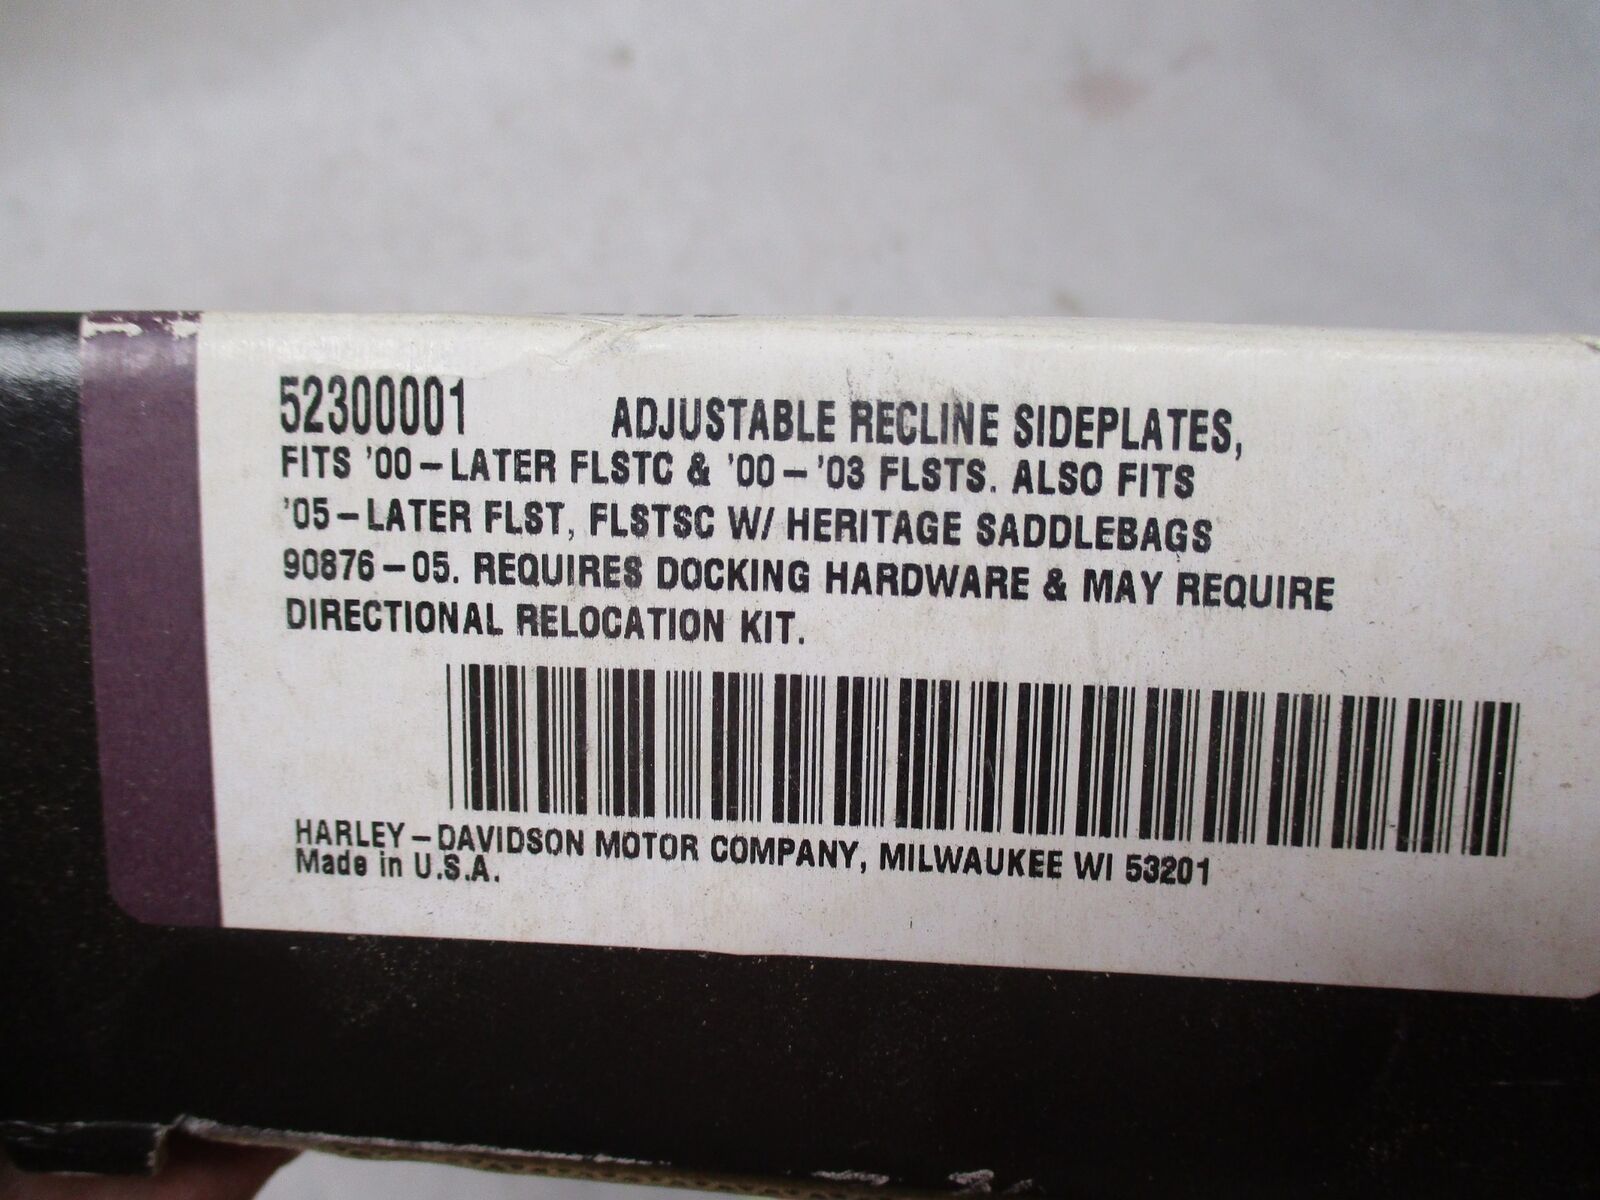 52300001 ADJUSTABLE RECLINE SIDEPLATES,
FITS '00-LATER FLSTC & '00-'03 FLSTS. ALSO FITS
'05-LATER FLST, FLSTSC W/ HERITAGE SADDLEBAGS
90876-05. REQUIRES DOCKING HARDWARE & MAY REQUIRE
DIRECTIONAL RELOCATION KIT.
HARLEY-DAVIDSON MOTOR COMPANY, MILWAUKEE WI 53201
Made in U.S.A.